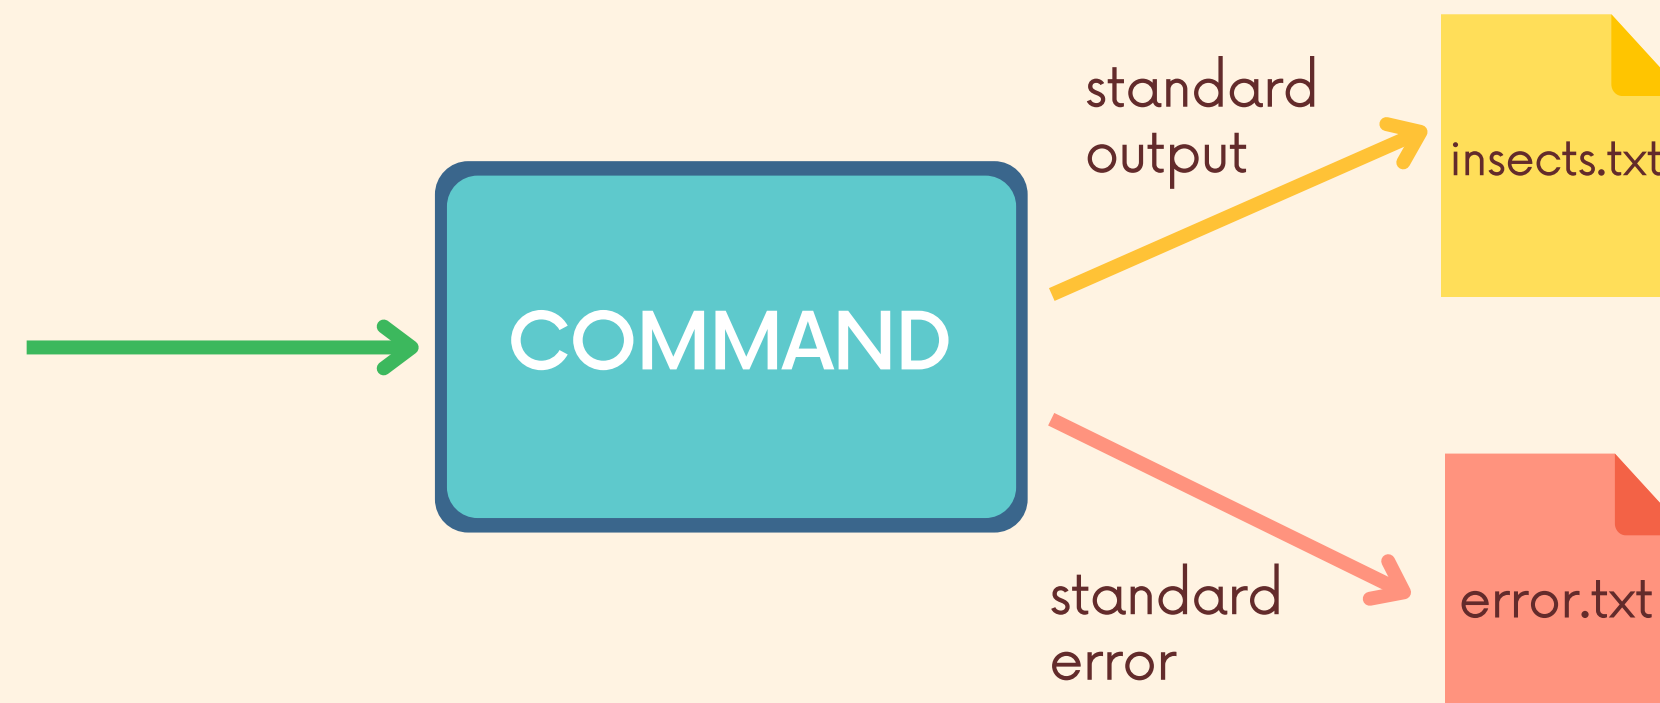 standard
output
insects.txt
COMMAND
standard
error
error.txt